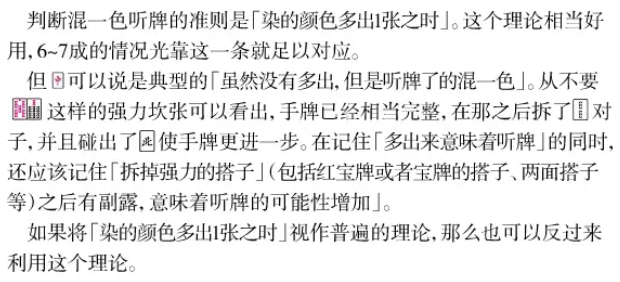 判断混一色听牌的准则是「染的颜色多出1张之时」。这个理论相当好
用,6~7成的情况光靠这一条就足以对应。
但 中 可以说是典型的「虽然没有多出,但是听牌了的混一色」。从不要
这样的强力坎张可以看出,手牌已经相当完整,在那之后拆了 对
子,并且碰出了 北 使手牌更进一步。在记住「多出来意味着听牌」的同时,
还应该记住「拆掉强力的搭子」(包括红宝牌或者宝牌的搭子、两面搭子
等)之后有副露,意味着听牌的可能性增加」。
如果将「染的颜色多出1张之时」视作普遍的理论,那么也可以反过来
利用这个理论。